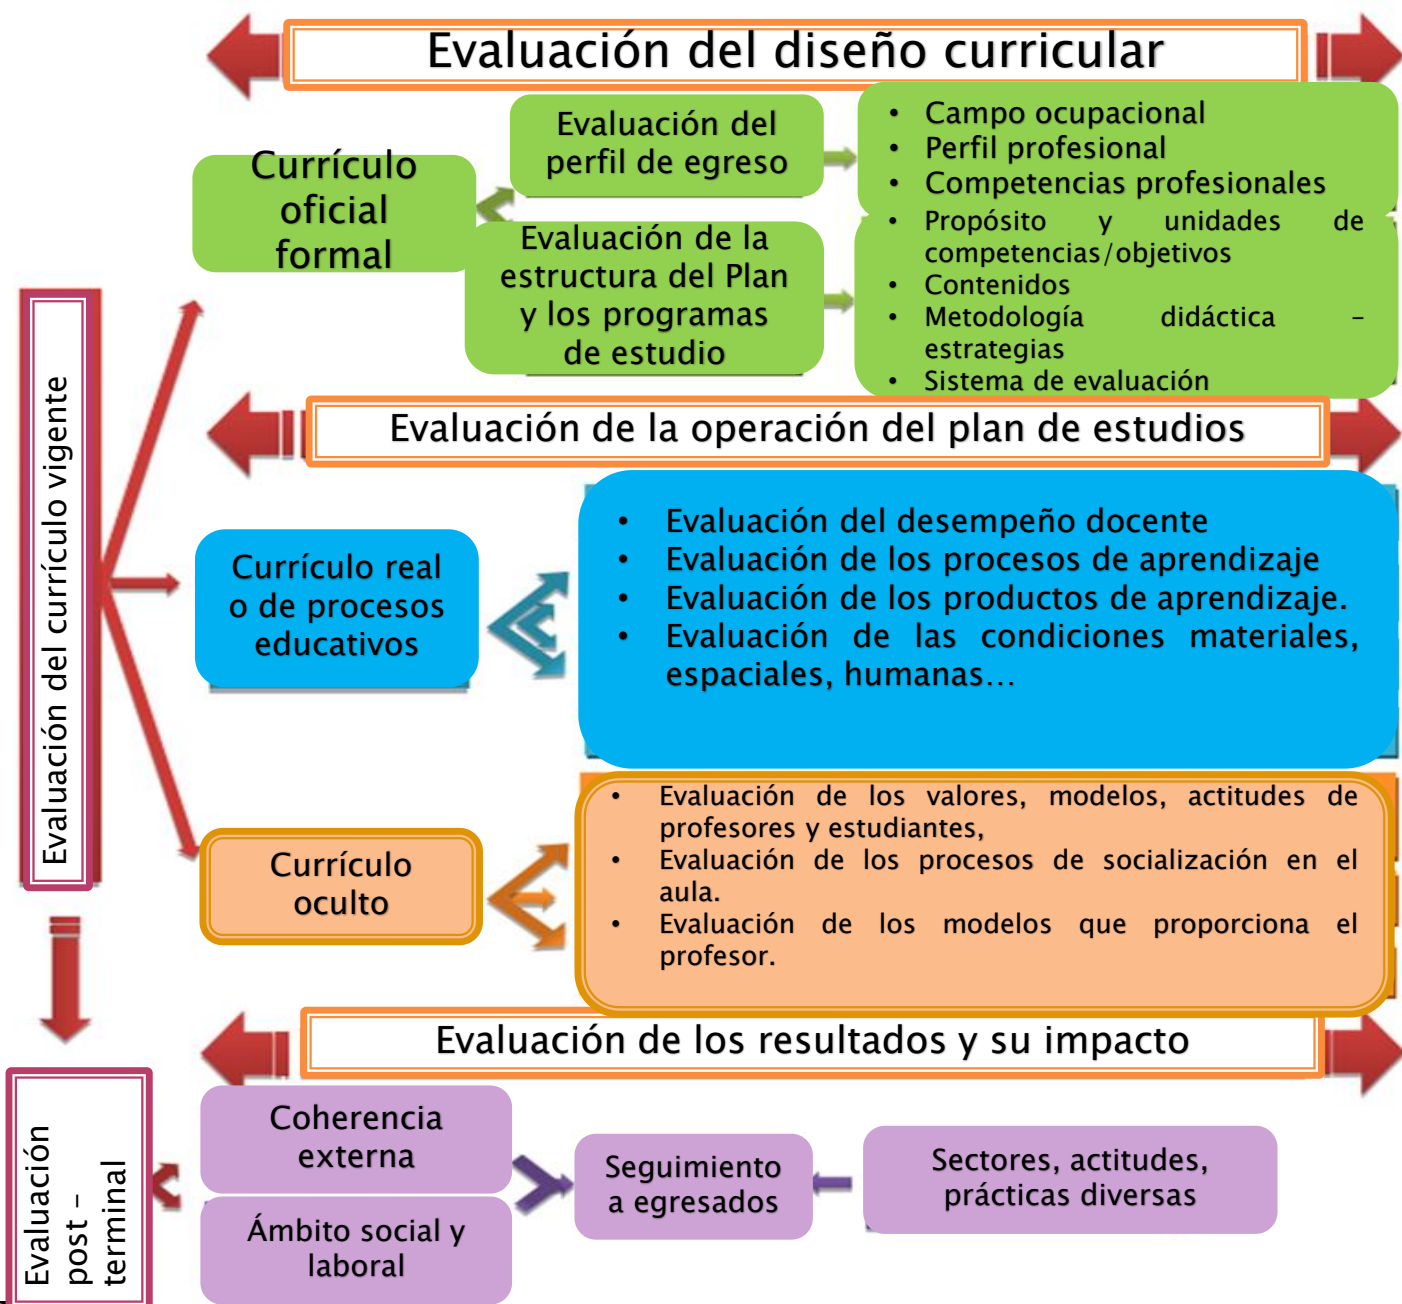 Evaluación del diseño curricular
Currículo
oficial
formal
Evaluación del
perfil de egreso
• Campo ocupacional
• Perfil profesional
• Competencias profesionales
Evaluación de la
estructura del Plan
y los programas
de estudio
• Propósito y unidades de
competencias/objetivos
• Contenidos
• Metodología didáctica –
estrategias
• Sistema de evaluación
Evaluación del currículo vigente
Evaluación de la operación del plan de estudios
Currículo real
o de procesos
educativos
• Evaluación del desempeño docente
• Evaluación de los procesos de aprendizaje
• Evaluación de los productos de aprendizaje.
• Evaluación de las condiciones materiales,
espaciales, humanas…
Currículo
oculto
• Evaluación de los valores, modelos, actitudes de
profesores y estudiantes,
• Evaluación de los procesos de socialización en el
aula.
• Evaluación de los modelos que proporciona el
profesor.
Evaluación de los resultados y su impacto
Evaluación
post –
terminal
Coherencia
externa
Ámbito social y
laboral
Seguimiento
a egresados
Sectores, actitudes,
prácticas diversas